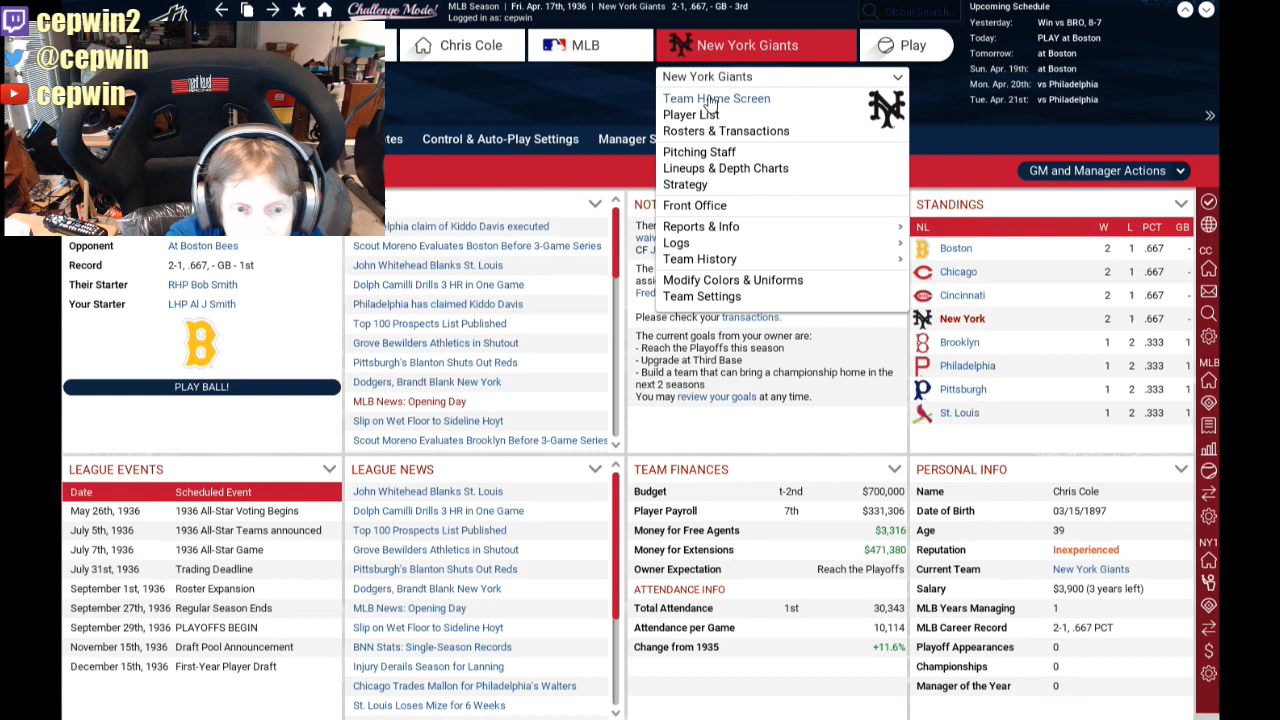 cepwin2
@cepwin
cepwin
Challenge Mode!
MLB Season | Fri. Apr. 17th, 1936 | New York Giants 2-1, .667, - GB - 3rd
Logged in as: cepwin
Global Search...
Chris Cole
MLB
New York Giants
Play
Upcoming Schedule
Yesterday: Win vs BRO, 8-7
Today: PLAY at Boston
Tomorrow: at Boston
Sun. Apr. 19th: at Boston
Mon. Apr. 20th: vs Philadelphia
Tue. Apr. 21st: vs Philadelphia
Control & Auto-Play Settings
Manager S
GM and Manager Actions
New York Giants
Team Home Screen
Player List
Rosters & Transactions
Pitching Staff
Lineups & Depth Charts
Strategy
Front Office
Reports & Info
Logs
Team History
Modify Colors & Uniforms
Team Settings
Opponent At Boston Bees
Record 2-1, .667, - GB - 1st
Their Starter RHP Bob Smith
Your Starter LHP Al J Smith
PLAY BALL!
elphia claim of Kiddo Davis executed
Scout Moreno Evaluates Boston Before 3-Game Series
John Whitehead Blanks St. Louis
Dolph Camilli Drills 3 HR in One Game
Philadelphia has claimed Kiddo Davis
Top 100 Prospects List Published
Grove Bewilders Athletics in Shutout
Pittsburgh's Blanton Shuts Out Reds
Dodgers, Brandt Blank New York
MLB News: Opening Day
Slip on Wet Floor to Sideline Hoyt
Scout Moreno Evaluates Brooklyn Before 3-Game Series
Please check your transactions.
The current goals from your owner are:
- Reach the Playoffs this season
- Upgrade at Third Base
- Build a team that can bring a championship home in the
next 2 seasons
You may review your goals at any time.
STANDINGS
NL W L PCT GB
Boston 2 1 .667 -
Chicago 2 1 .667 -
Cincinnati 2 1 .667 -
New York 2 1 .667 -
Brooklyn 1 2 .333 1
Philadelphia 1 2 .333 1
Pittsburgh 1 2 .333 1
St. Louis 1 2 .333 1
CC
MLB
NY1
LEAGUE EVENTS
Date Scheduled Event
May 26th, 1936 1936 All-Star Voting Begins
July 5th, 1936 1936 All-Star Teams announced
July 7th, 1936 1936 All-Star Game
July 31st, 1936 Trading Deadline
September 1st, 1936 Roster Expansion
September 27th, 1936 Regular Season Ends
September 29th, 1936 PLAYOFFS BEGIN
November 15th, 1936 Draft Pool Announcement
December 15th, 1936 First-Year Player Draft
LEAGUE NEWS
John Whitehead Blanks St. Louis
Dolph Camilli Drills 3 HR in One Game
Top 100 Prospects List Published
Grove Bewilders Athletics in Shutout
Pittsburgh's Blanton Shuts Out Reds
Dodgers, Brandt Blank New York
MLB News: Opening Day
Slip on Wet Floor to Sideline Hoyt
BNN Stats: Single-Season Records
Injury Derails Season for Lanning
Chicago Trades Mallon for Philadelphia's Walters
St. Louis Loses Mize for 6 Weeks
TEAM FINANCES
Budget t-2nd $700,000
Player Payroll 7th $331,306
Money for Free Agents $3,316
Money for Extensions $471,380
Owner Expectation Reach the Playoffs
ATTENDANCE INFO
Total Attendance 1st 30,343
Attendance per Game 10,114
Change from 1935 +11.6%
PERSONAL INFO
Name Chris Cole
Date of Birth 03/15/1897
Age 39
Reputation Inexperienced
Current Team New York Giants
Salary $3,900 (3 years left)
MLB Years Managing 1
MLB Career Record 2-1, .667 PCT
Playoff Appearances 0
Championships 0
Manager of the Year 0